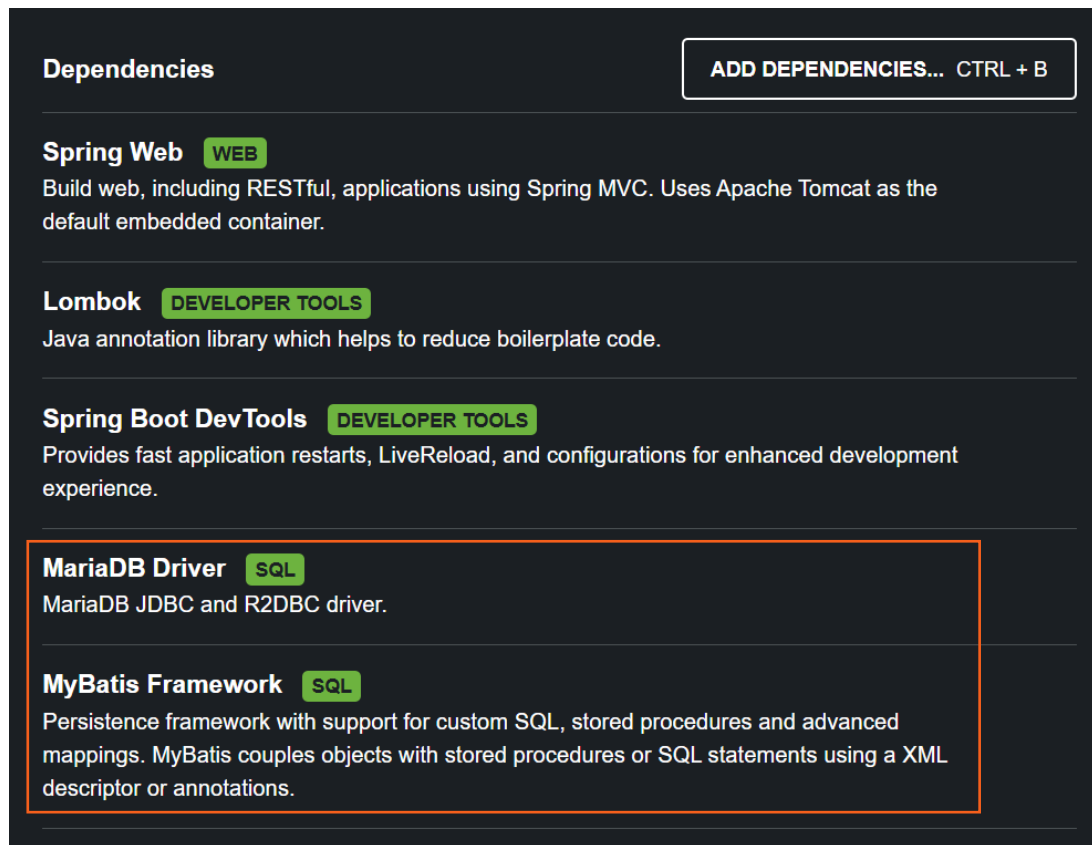 Dependencies
ADD DEPENDENCIES... CTRL + B
Spring Web WEB
Build web, including RESTful, applications using Spring MVC. Uses Apache Tomcat as the
default embedded container.
Lombok DEVELOPER TOOLS
Java annotation library which helps to reduce boilerplate code.
Spring Boot DevTools DEVELOPER TOOLS
Provides fast application restarts, LiveReload, and configurations for enhanced development
experience.
MariaDB Driver SQL
MariaDB JDBC and R2DBC driver.
MyBatis Framework SQL
Persistence framework with support for custom SQL, stored procedures and advanced
mappings. MyBatis couples objects with stored procedures or SQL statements using a XML
descriptor or annotations.